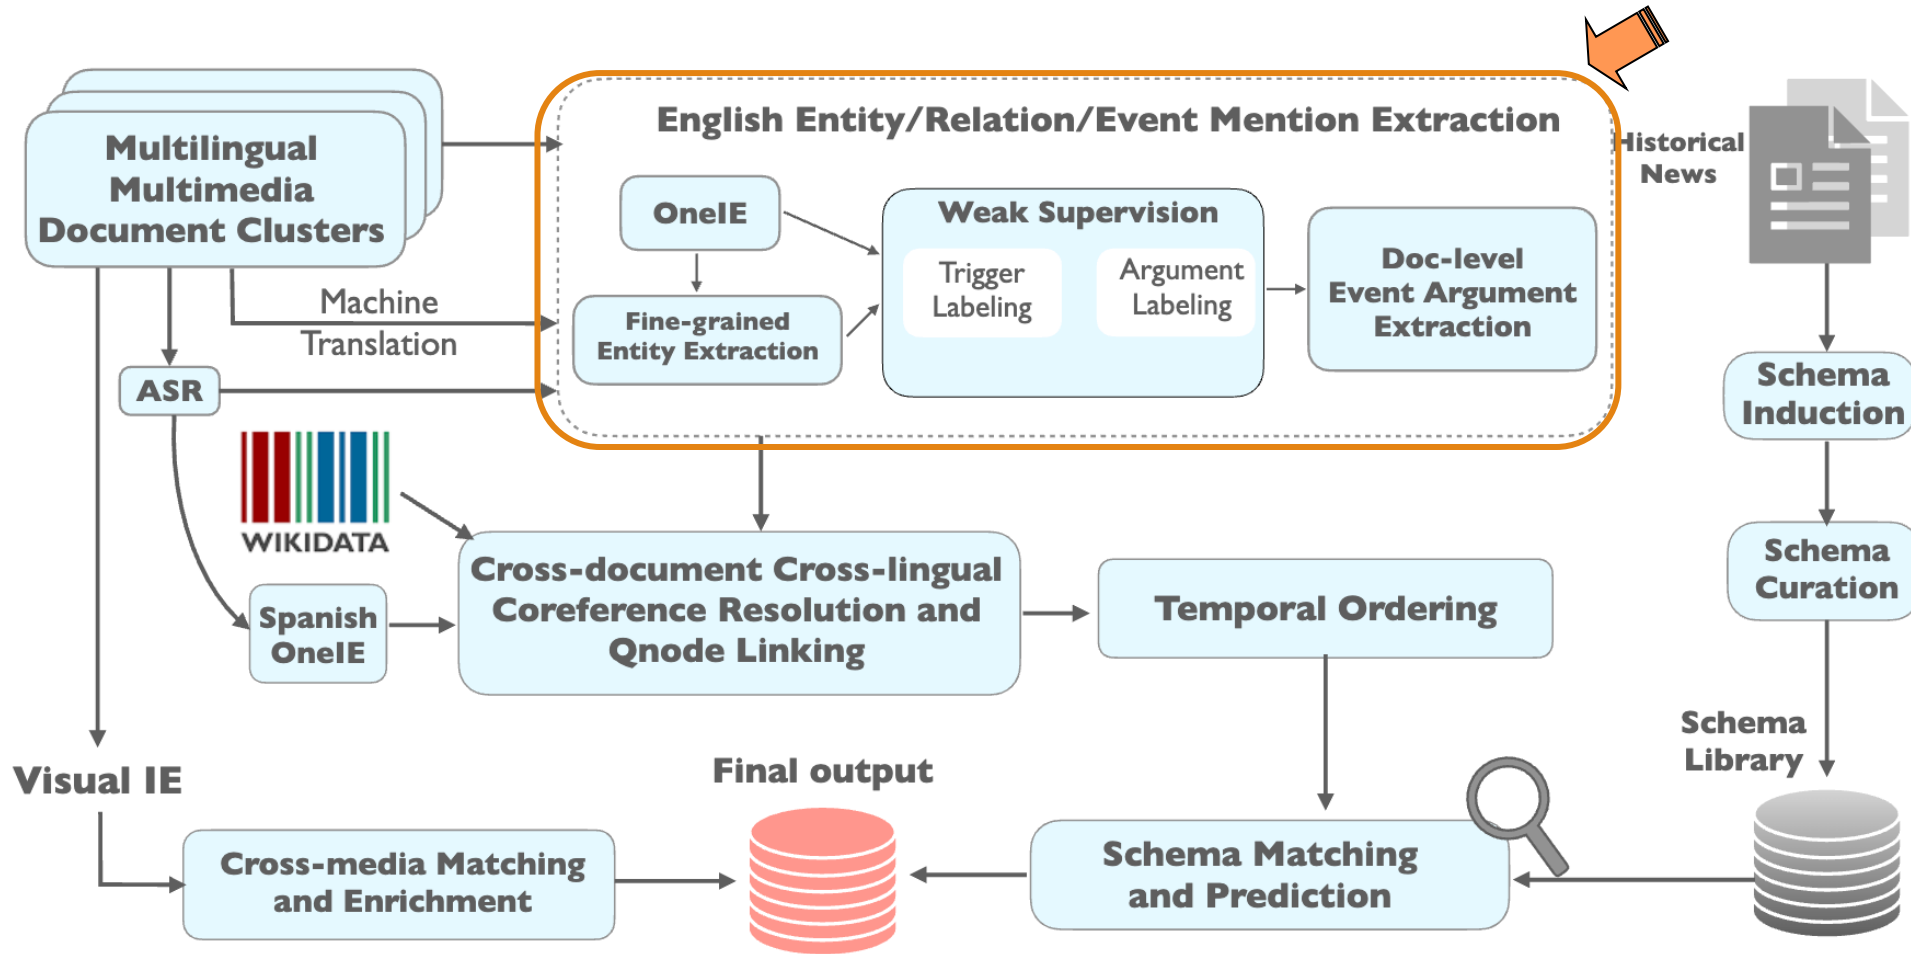 Multilingual
Multimedia
Document Clusters
English Entity/Relation/Event Mention Extraction
OneIE
Fine-grained
Entity Extraction
Weak Supervision
Trigger
Labeling
Argument
Labeling
Doc-level
Event Argument
Extraction
Historical
News
Machine
Translation
ASR
WIKIDATA
Spanish
OneIE
Cross-document Cross-lingual
Coreference Resolution and
Qnode Linking
Temporal Ordering
Schema
Induction
Schema
Curation
Schema
Library
Visual IE
Cross-media Matching
and Enrichment
Final output
Schema Matching
and Prediction